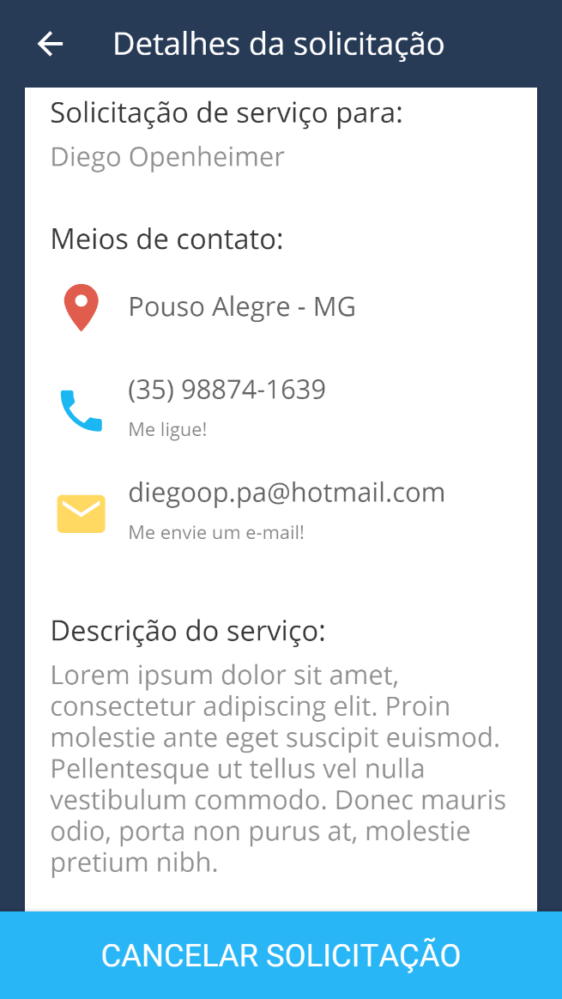 Detalhes da solicitação
Solicitação de serviço para:
Diego Openheimer
Meios de contato:
Pouso Alegre - MG
(35) 98874-1639
Me ligue!
diegoop.pa@hotmail.com
Me envie um e-mail!
Descrição do serviço:
Lorem ipsum dolor sit amet,
consectetur adipiscing elit. Proin
molestie ante eget suscipit euismod.
Pellentesque ut tellus vel nulla
vestibulum commodo. Donec mauris
odio, porta non purus at, molestie
pretium nibh.
CANCELAR SOLICITAÇÃO